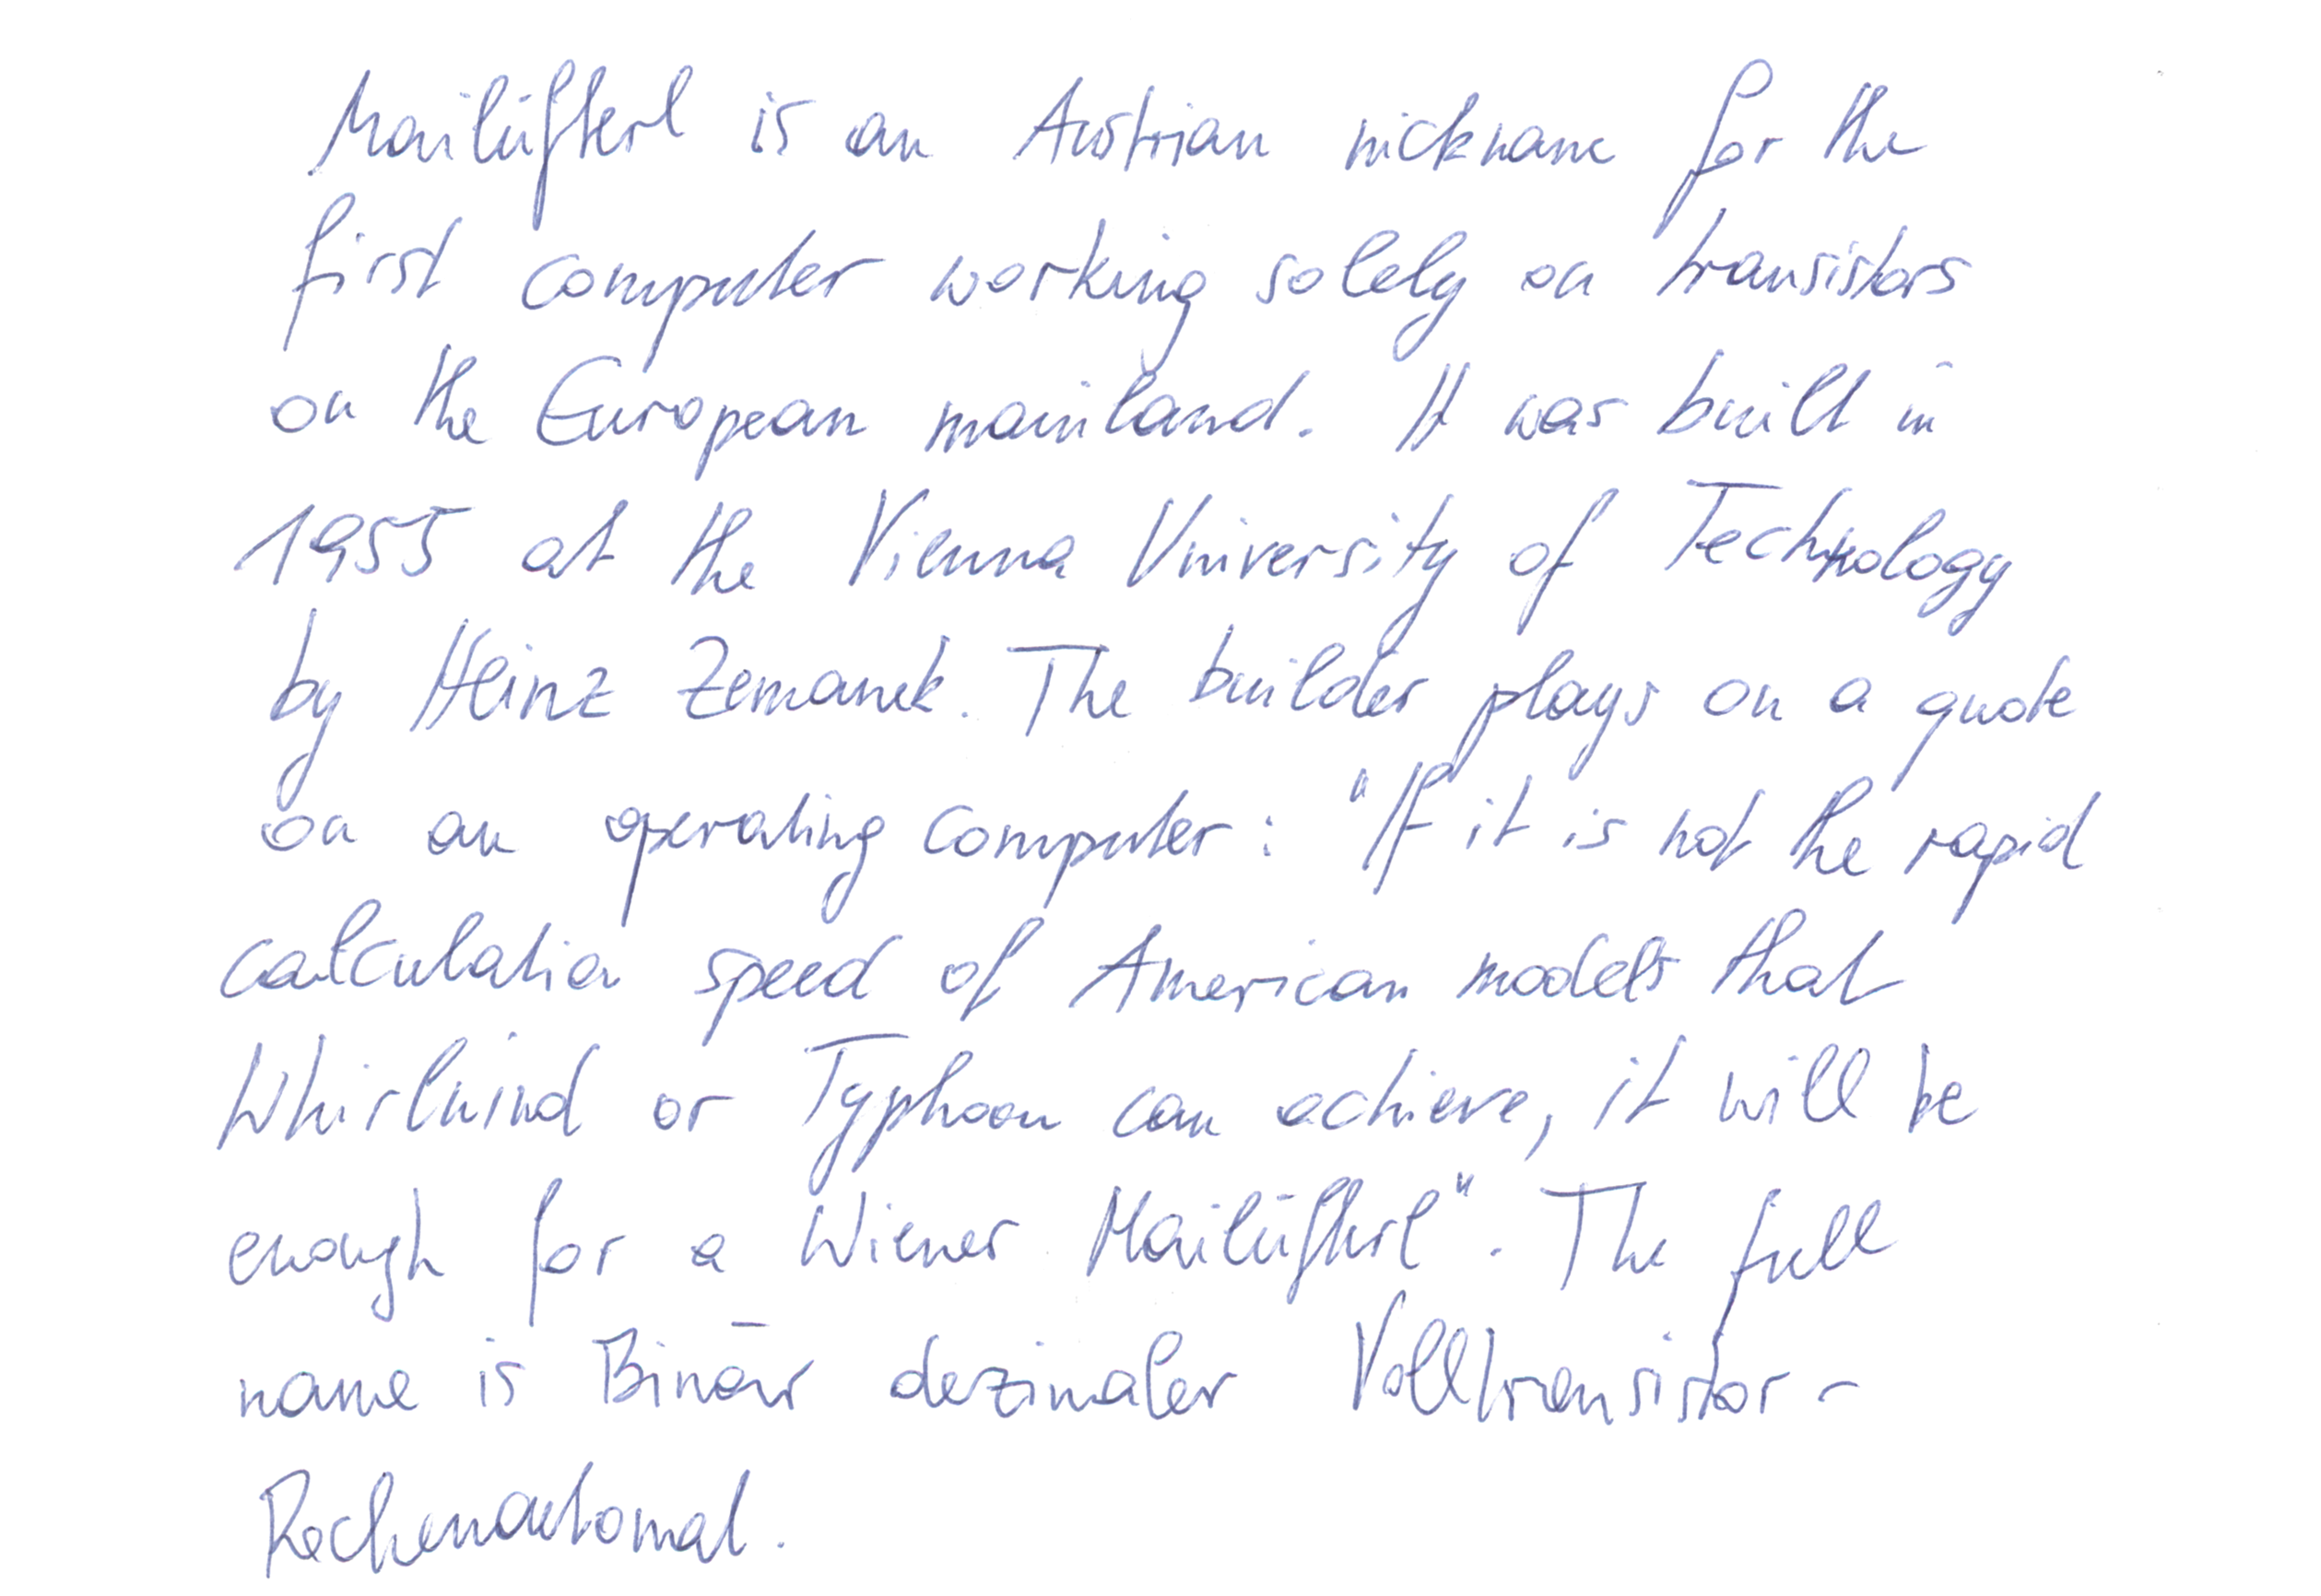 Mailüfterl is an Austrian nickname for the
first computer working solely on transistors
on the European mainland. It was built in
1955 at the Vienna University of Technology
by Heinz Zemanek. The builder plays on a quote
on an operating computer: "If it is not the rapid
calculation speed of American models that
Whirlwind or Typhoon can achieve, it will be
enough for a Wiener Mailüfterl". The full
name is Binär dezimaler Volltransistor-
Rechenautomat.